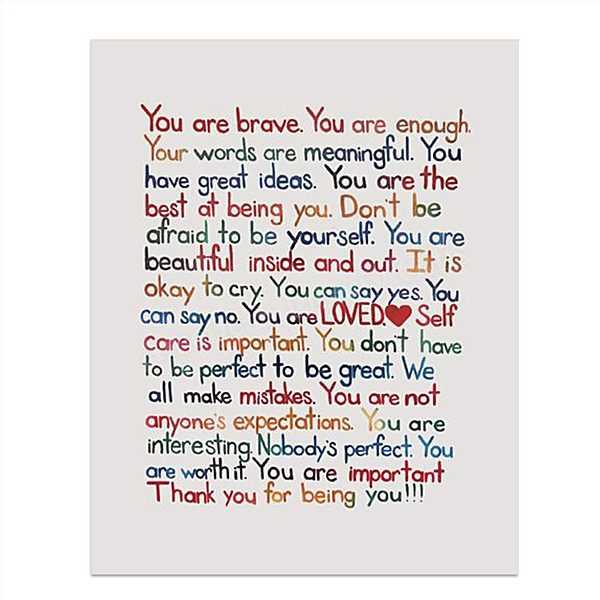 You are brave. You are enough.
Your words are meaningful. You
have great ideas. You are the
best at being you. Don't be
afraid to be yourself. You are
beautiful inside and out. It is
okay to cry. You can say yes. You
can say no. You are LOVED.❤ Self
care is important. You don't have
to be perfect to be great. We
all make mistakes. You are not
anyone's expectations. You are
interesting. Nobody's perfect. You
are worth it. You are important
Thank you for being you!!!